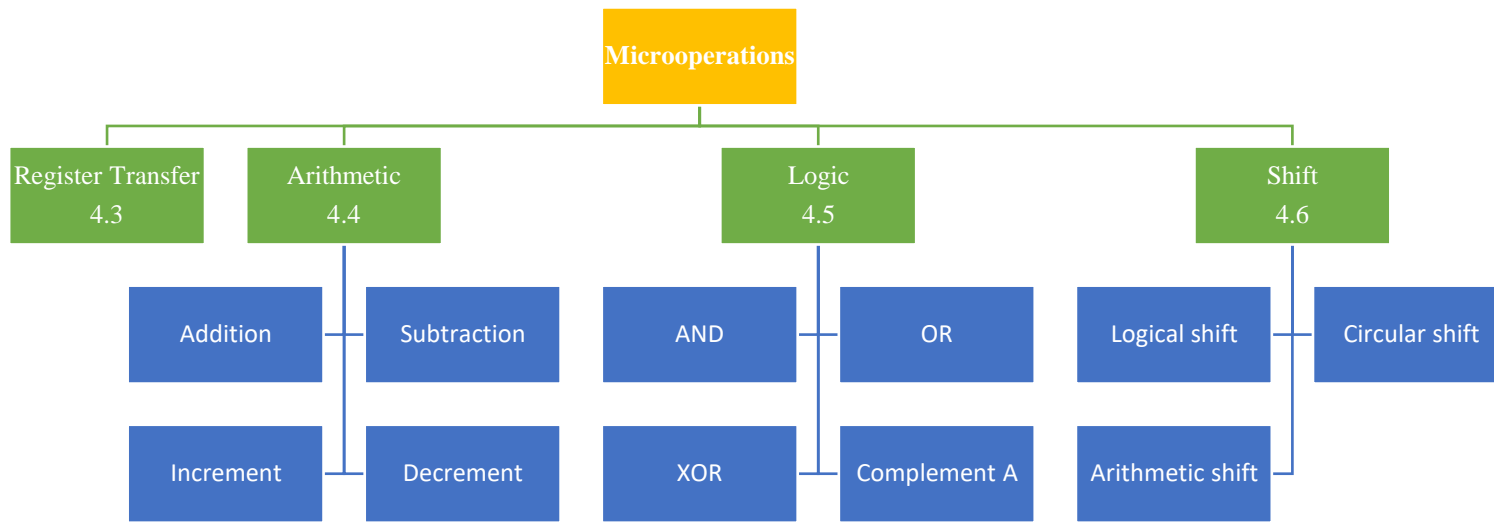 Microoperations
Register Transfer
4.3
Arithmetic
4.4
Logic
4.5
Shift
4.6
Addition
Subtraction
AND
OR
Logical shift
Circular shift
Increment
Decrement
XOR
Complement A
Arithmetic shift